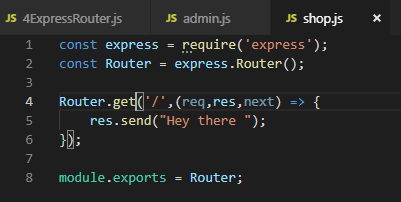 JS 4ExpressRouter.js JS admin.js JS shop.js ×
1 const express = require('express');
2 const Router = express.Router();
3
4 Router.get('/',(req,res,next) => {
5 res.send("Hey there ");
6 });
7
8 module.exports = Router;